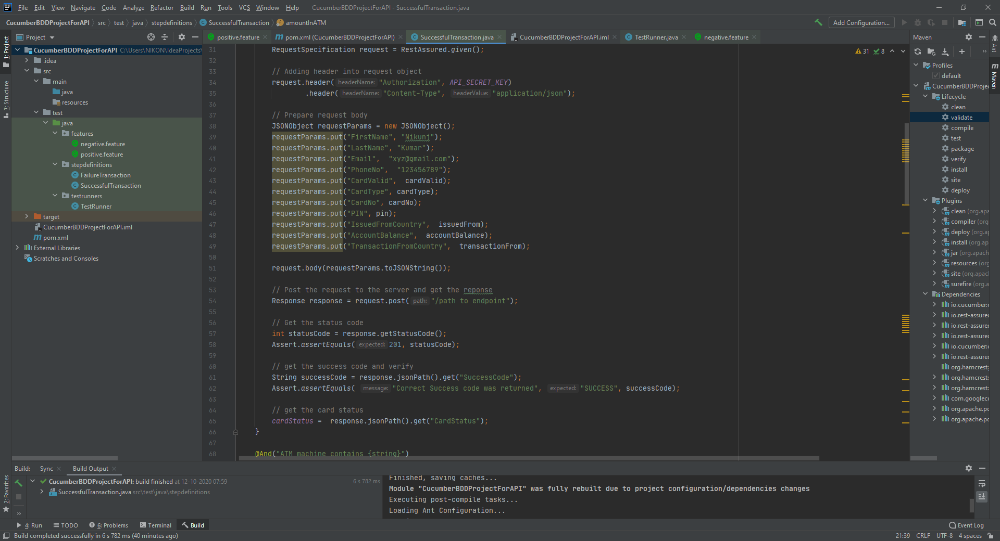 File Edit View Navigate Code Analyze Refactor Build Run Tools VCS Window Help CucumberBDDProjectForAPI - SuccessfulTransaction.java
CucumberBDDProjectForAPI src test java stepdefinitions SuccessfulTransaction amountInATM
Add Configuration...
Project
positive.feature pom.xml (CucumberBDDProjectForAPI) SuccessfulTransaction.java CucumberBDDProjectForAPI.iml TestRunner.java negative.feature
Maven
1: Project
7: Structure
2: Favorites
CucumberBDDProjectForAPI C:\Users\NIKON\IdeaProjects\
.idea
src
main
java
resources
test
java
features
negative.feature
positive.feature
stepdefinitions
FailureTransaction
SuccessfulTransaction
testrunners
TestRunner
target
CucumberBDDProjectForAPI.iml
pom.xml
External Libraries
Scratches and Consoles
31 8
31 RequestSpecification request = RestAssured.given();
32
33 // Adding header into request object
34 request.header( headerName: "Authorization", API_SECRET_KEY)
35 .header( headerName: "Content-Type", headerValue: "application/json");
36
37 // Prepare request body
38 JSONObject requestParams = new JSONObject();
39 requestParams.put("FirstName", "Nikunj");
40 requestParams.put("LastName", "Kumar");
41 requestParams.put("Email", "xyz@gmail.com");
42 requestParams.put("PhoneNo", "123456789");
43 requestParams.put("CardValid", cardValid);
44 requestParams.put("CardType", cardType);
45 requestParams.put("CardNo", cardNo);
46 requestParams.put("PIN", pin);
47 requestParams.put("IssuedFromCountry", issuedFrom);
48 requestParams.put("AccountBalance", accountBalance);
49 requestParams.put("TransactionFromCountry", transactionFrom);
50
51 request.body(requestParams.toJSONString());
52
53 // Post the request to the server and get the reponse
54 Response response = request.post( path: "/path to endpoint");
55
56 // Get the status code
57 int statusCode = response.getStatusCode();
58 Assert.assertEquals( expected: 201, statusCode);
59
60 // get the success code and verify
61 String successCode = response.jsonPath().get("SuccessCode");
62 Assert.assertEquals( message: "Correct Success code was returned", expected: "SUCCESS", successCode);
63
64 // get the card status
65 cardStatus = response.jsonPath().get("CardStatus");
66 }
67
68 @And("ATM machine contains {string}")
Profiles
default
CucumberBDDProjec
Lifecycle
clean
validate
compile
test
package
verify
install
site
deploy
Plugins
clean (org.apa
compiler (org
deploy (org.a
install (org.ap
jar (org.apach
resources (org
site (org.apac
surefire (org.a
Dependencies
io.cucumber:c
io.rest-assured
io.rest-assured
io.rest-assured
io.cucumber:c
io.rest-assured
org.hamcrest:
org.hamcrest:
org.hamcrest:
com.googleco
org.apache.po
org.apache.po
Ant
Maven
Build: Sync Build Output
CucumberBDDProjectForAPI: build finished at 12-10-2020 07:59 6 s 782 ms
SuccessfulTransaction.java src\test\java\stepdefinitions
Finished, saving caches...
Module "CucumberBDDProjectForAPI" was fully rebuilt due to project configuration/dependencies changes
Executing post-compile tasks...
Loading Ant Configuration...
4: Run TODO 6: Problems Terminal Build Event Log
Build completed successfully in 6 s 782 ms (40 minutes ago) 21:39 CRLF UTF-8 4 spaces